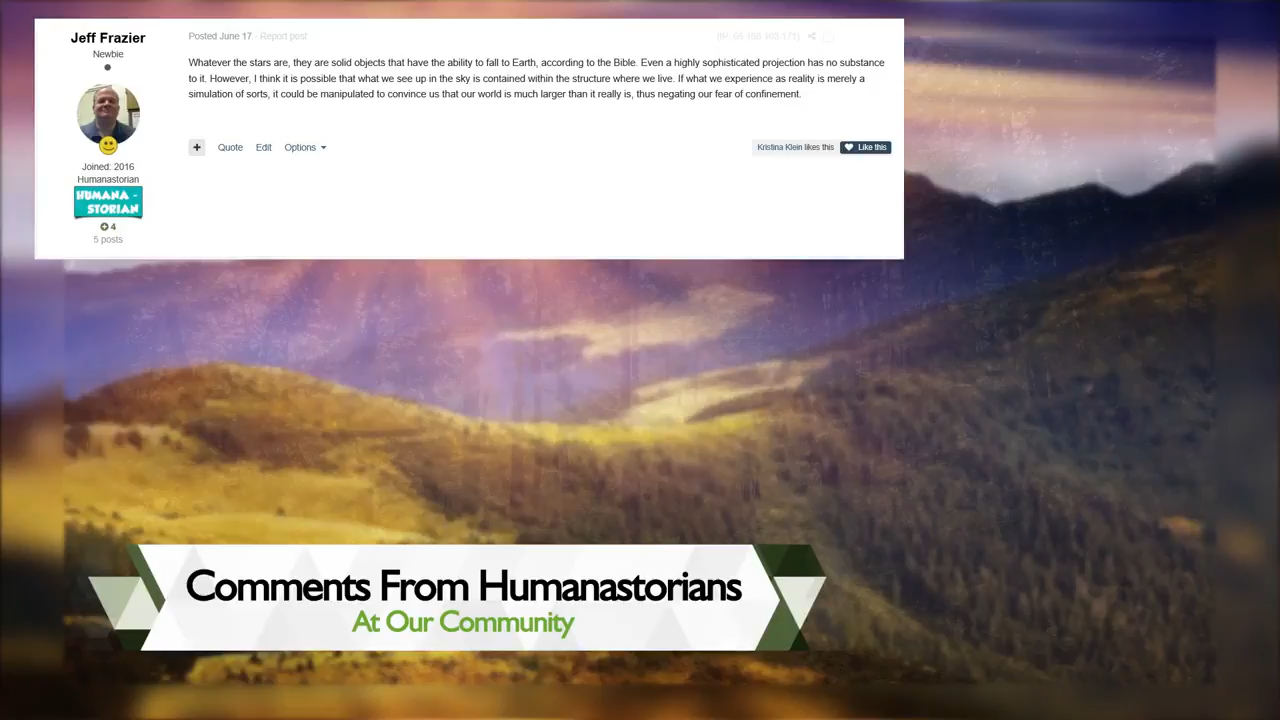 Jeff Frazier
Newbie
Joined: 2016
Humanastorian
HUMANA -
STORIAN
4
5 posts
Posted June 17 - Report post
Whatever the stars are, they are solid objects that have the ability to fall to Earth, according to the Bible. Even a highly sophisticated projection has no substance
to it. However, I think it is possible that what we see up in the sky is contained within the structure where we live. If what we experience as reality is merely a
simulation of sorts, it could be manipulated to convince us that our world is much larger than it really is, thus negating our fear of confinement.
Quote Edit Options
Kristina Klein likes this Like this
Comments From Humanastorians
At Our Community